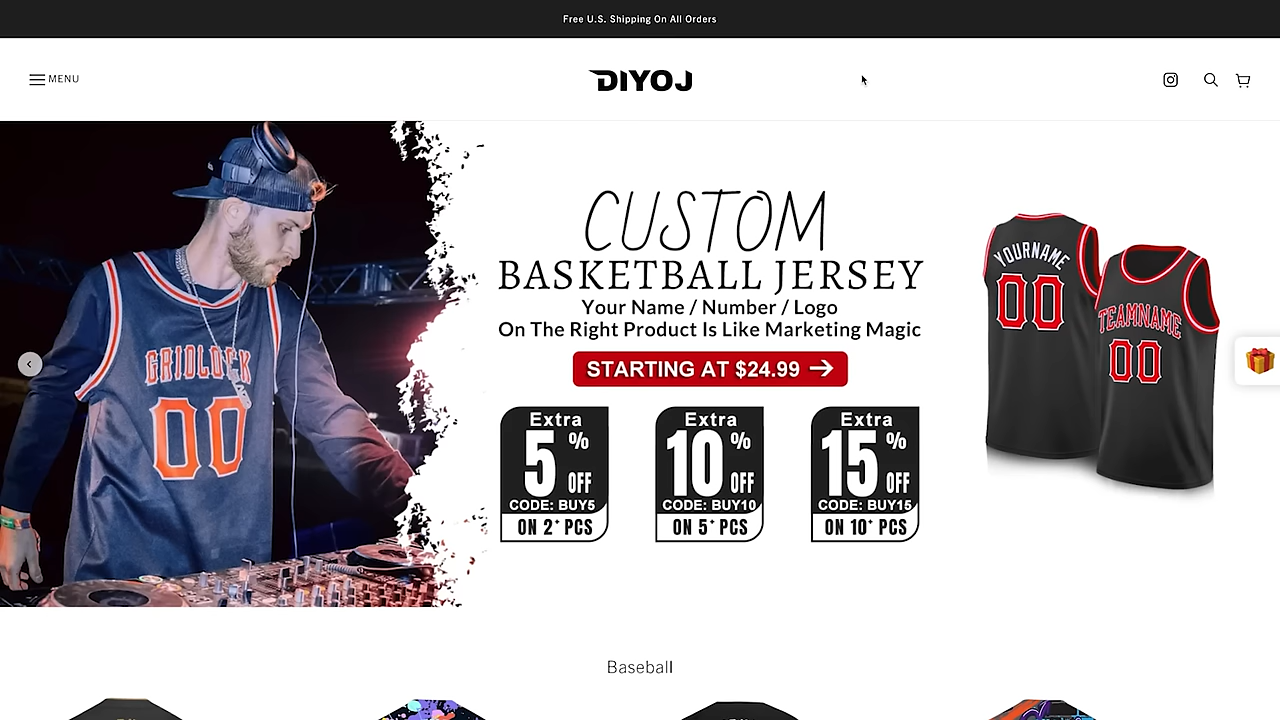 Free U.S. Shipping On All Orders
MENU
DIYOJ
CUSTOM
BASKETBALL JERSEY
Your Name / Number / Logo
On The Right Product Is Like Marketing Magic
STARTING AT $24.99 →
Extra
5% OFF
CODE: BUY5
ON 2+ PCS
Extra
10% OFF
CODE: BUY10
ON 5+ PCS
Extra
15% OFF
CODE: BUY15
ON 10+ PCS
GRIDLOCK
00
YOURNAME
00
TEAMNAME
00
Baseball